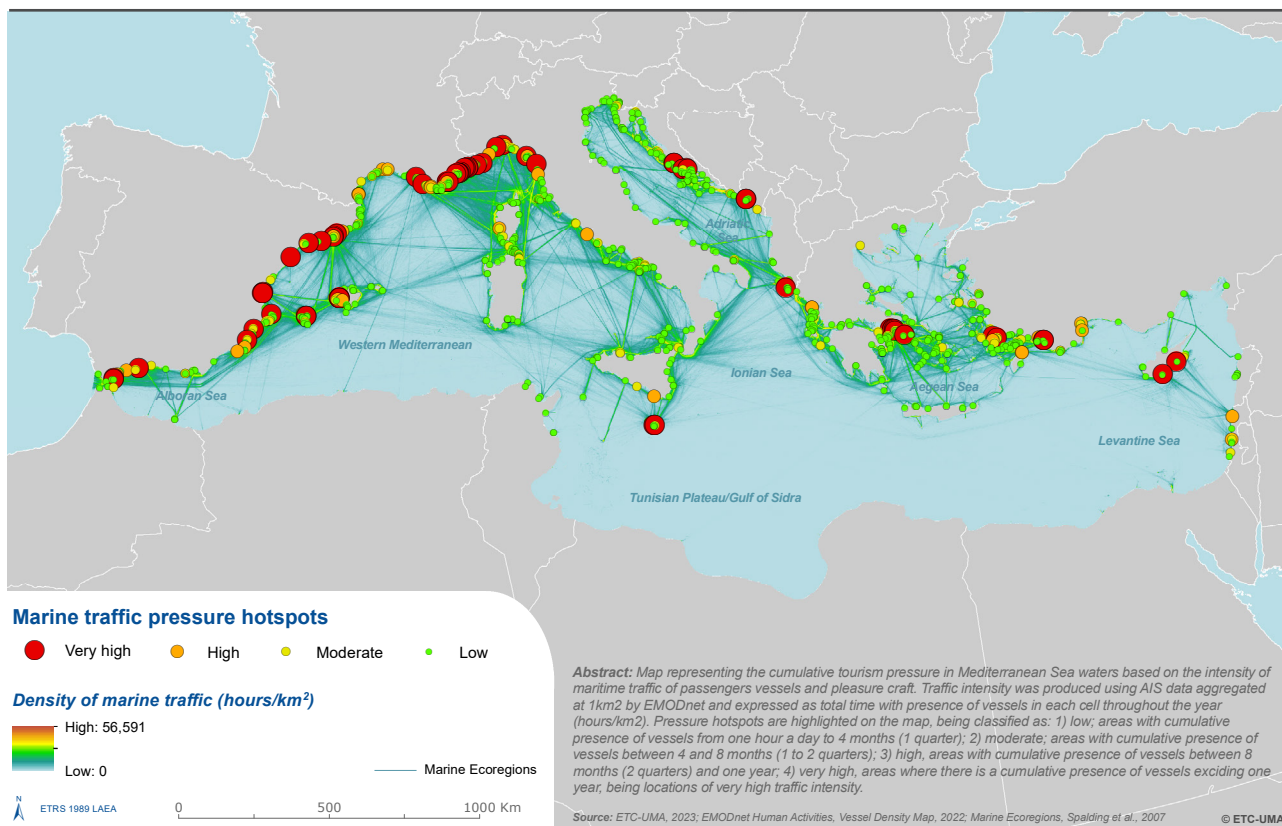 Adriatic
Sea
Western Mediterranean
Ionian Sea
Aegean Sea
Alboran Sea
Levantine Sea
Tunisian Plateau/Gulf of Sidra
Marine traffic pressure hotspots
Very high High Moderate Low
Density of marine traffic (hours/km²)
High: 56,591
Low: 0
Marine Ecoregions
N
ETRS 1989 LAEA
0 500 1000 Km
Abstract: Map representing the cumulative tourism pressure in Mediterranean Sea waters based on the intensity of
maritime traffic of passengers vessels and pleasure craft. Traffic intensity was produced using AIS data aggregated
at 1km2 by EMODnet and expressed as total time with presence of vessels in each cell throughout the year
(hours/km2). Pressure hotspots are highlighted on the map, being classified as: 1) low; areas with cumulative
presence of vessels from one hour a day to 4 months (1 quarter); 2) moderate; areas with cumulative presence of
vessels between 4 and 8 months (1 to 2 quarters); 3) high, areas with cumulative presence of vessels between 8
months (2 quarters) and one year; 4) very high, areas where there is a cumulative presence of vessels exciding one
year, being locations of very high traffic intensity.
Source: ETC-UMA, 2023; EMODnet Human Activities, Vessel Density Map, 2022; Marine Ecoregions, Spalding et al., 2007
© ETC-UMA